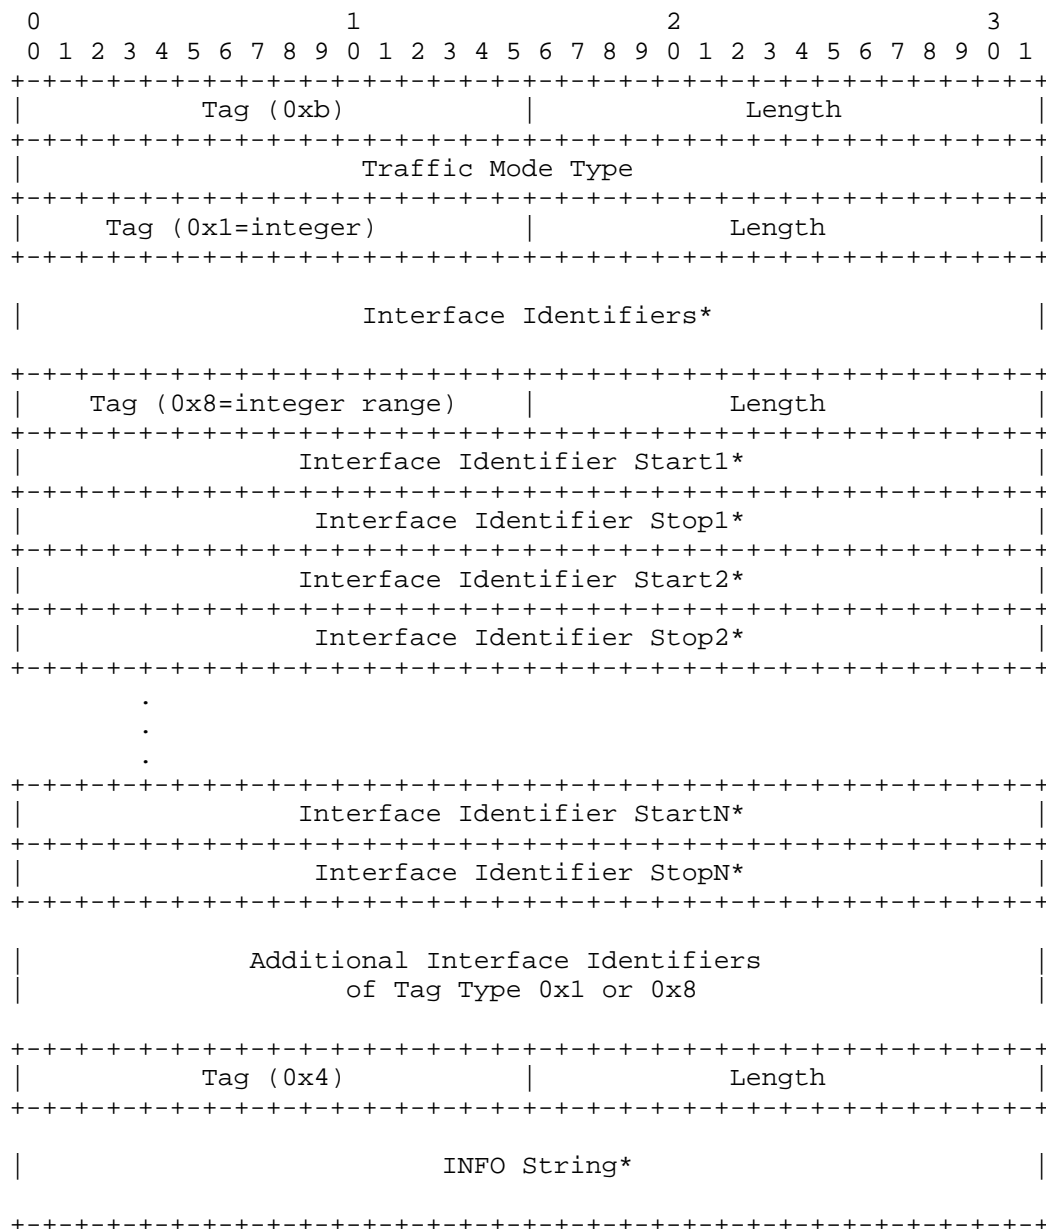 0                   1                   2                   3
 0 1 2 3 4 5 6 7 8 9 0 1 2 3 4 5 6 7 8 9 0 1 2 3 4 5 6 7 8 9 0 1
+-+-+-+-+-+-+-+-+-+-+-+-+-+-+-+-+-+-+-+-+-+-+-+-+-+-+-+-+-+-+-+-+
|           Tag (0xb)           |             Length            |
+-+-+-+-+-+-+-+-+-+-+-+-+-+-+-+-+-+-+-+-+-+-+-+-+-+-+-+-+-+-+-+-+
|                     Traffic Mode Type                         |
+-+-+-+-+-+-+-+-+-+-+-+-+-+-+-+-+-+-+-+-+-+-+-+-+-+-+-+-+-+-+-+-+
|     Tag (0x1=integer)         |            Length             |
+-+-+-+-+-+-+-+-+-+-+-+-+-+-+-+-+-+-+-+-+-+-+-+-+-+-+-+-+-+-+-+-+
|                     Interface Identifiers*                    |
+-+-+-+-+-+-+-+-+-+-+-+-+-+-+-+-+-+-+-+-+-+-+-+-+-+-+-+-+-+-+-+-+
|    Tag (0x8=integer range)    |            Length             |
+-+-+-+-+-+-+-+-+-+-+-+-+-+-+-+-+-+-+-+-+-+-+-+-+-+-+-+-+-+-+-+-+
|                 Interface Identifier Start1*                  |
+-+-+-+-+-+-+-+-+-+-+-+-+-+-+-+-+-+-+-+-+-+-+-+-+-+-+-+-+-+-+-+-+
|                  Interface Identifier Stop1*                  |
+-+-+-+-+-+-+-+-+-+-+-+-+-+-+-+-+-+-+-+-+-+-+-+-+-+-+-+-+-+-+-+-+
|                 Interface Identifier Start2*                  |
+-+-+-+-+-+-+-+-+-+-+-+-+-+-+-+-+-+-+-+-+-+-+-+-+-+-+-+-+-+-+-+-+
|                  Interface Identifier Stop2*                  |
+-+-+-+-+-+-+-+-+-+-+-+-+-+-+-+-+-+-+-+-+-+-+-+-+-+-+-+-+-+-+-+-+
        .
        .
        .
+-+-+-+-+-+-+-+-+-+-+-+-+-+-+-+-+-+-+-+-+-+-+-+-+-+-+-+-+-+-+-+-+
|                 Interface Identifier StartN*                  |
+-+-+-+-+-+-+-+-+-+-+-+-+-+-+-+-+-+-+-+-+-+-+-+-+-+-+-+-+-+-+-+-+
|                  Interface Identifier StopN*                  |
+-+-+-+-+-+-+-+-+-+-+-+-+-+-+-+-+-+-+-+-+-+-+-+-+-+-+-+-+-+-+-+-+
|              Additional Interface Identifiers                 |
|                    of Tag Type 0x1 or 0x8                     |
+-+-+-+-+-+-+-+-+-+-+-+-+-+-+-+-+-+-+-+-+-+-+-+-+-+-+-+-+-+-+-+-+
|           Tag (0x4)           |            Length             |
+-+-+-+-+-+-+-+-+-+-+-+-+-+-+-+-+-+-+-+-+-+-+-+-+-+-+-+-+-+-+-+-+
|                          INFO String*                         |
+-+-+-+-+-+-+-+-+-+-+-+-+-+-+-+-+-+-+-+-+-+-+-+-+-+-+-+-+-+-+-+-+